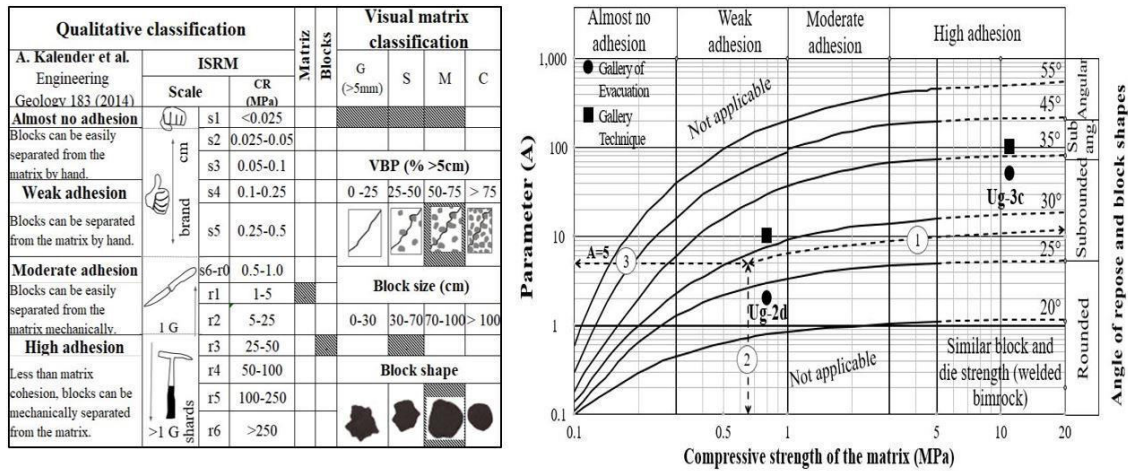 Qualitative classification
Matriz
Blocks
Visual matrix
classification
A. Kalender et al.
Engineering
Geology 183 (2014)
ISRM
Scale
CR
(MPa)
G
(>5mm)
S
M
C
Almost no adhesion
s1
<0.025
Blocks can be easily
separated from the
matrix by hand.
s2
0.025-0.05
s3
0.05-0.1
cm
VBP (% >5cm)
Weak adhesion
s4
0.1-0.25
0 -25
25-50
50-75
> 75
Blocks can be separated
from the matrix by hand.
brand
s5
0.25-0.5
Moderate adhesion
s6-r0
0.5-1.0
Block size (cm)
Blocks can be easily
separated from the
matrix mechanically.
1 G
r1
1-5
r2
5-25
0-30
30-70
70-100
> 100
High adhesion
r3
25-50
Less than matrix
cohesion, blocks can be
mechanically separated
from the matrix.
r4
50-100
Block shape
r5
100-250
>1 G
shards
r6
>250
Almost no
adhesion
Weak
adhesion
Moderate
adhesion
High adhesion
Gallery of
Evacuation
Gallery
Technique
Not applicable
Parameter (A)
1,000
100
10
1
0.1
A=5
3
1
2
Ug-3c
Ug-2d
Not applicable
Similar block and
die strength (welded
bimrock)
55º
45º
35º
30º
25º
20º
Angular
Sub
ang.
Subrounded
Rounded
Angle of repose and block shapes
0.1
0.5
1
5
10
20
Compressive strength of the matrix (MPa)